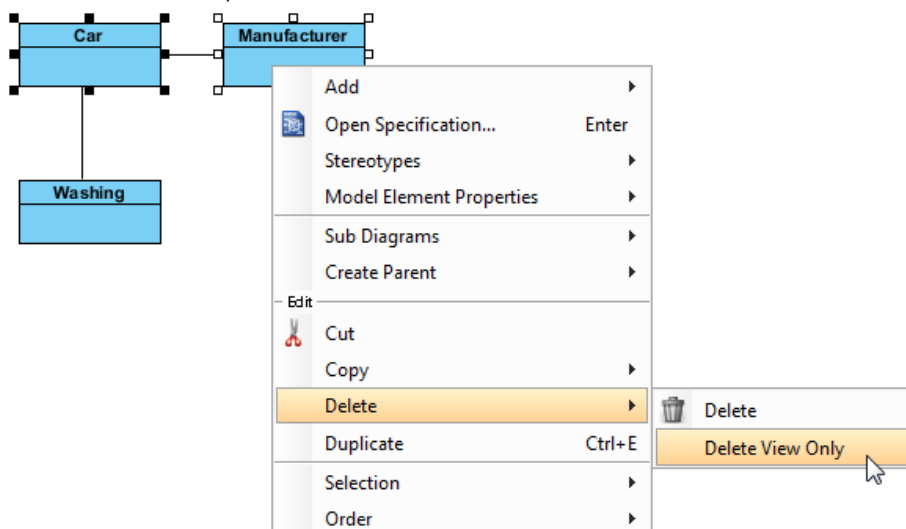 Car
Manufacturer
Washing
Add
Open Specification... Enter
Stereotypes
Model Element Properties
Sub Diagrams
Create Parent
Edit
Cut
Copy
Delete
Delete
Duplicate Ctrl+E
Delete View Only
Selection
Order